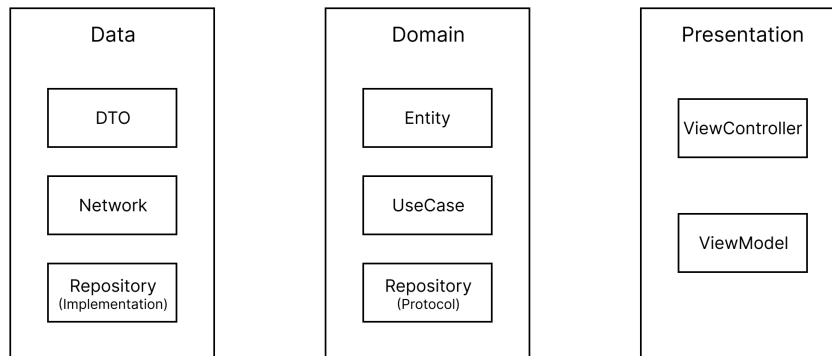 Data
DTO
Network
Repository
(Implementation)
Domain
Entity
UseCase
Repository
(Protocol)
Presentation
ViewController
ViewModel